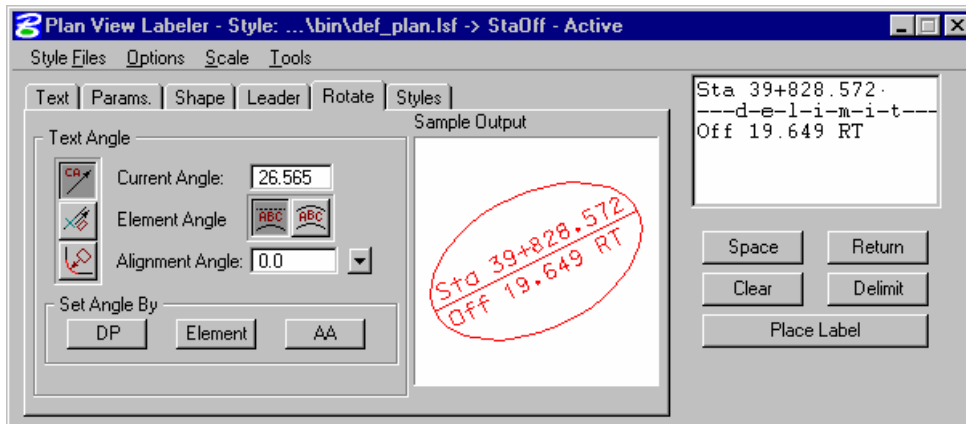 Plan View Labeler - Style: ...\bin\def_plan.lsf -> StaOff - Active
Style Files Options Scale Tools
Text Params. Shape Leader Rotate Styles
Text Angle
CA
Current Angle: 26.565
Element Angle ABC ABC
Alignment Angle: 0.0
Set Angle By
DP Element AA
Sample Output
Sta 39+828.572
Off 19.649 RT
Sta 39+828.572·
---d-e-l-i-m-i-t---
Off 19.649 RT
Space Return
Clear Delimit
Place Label